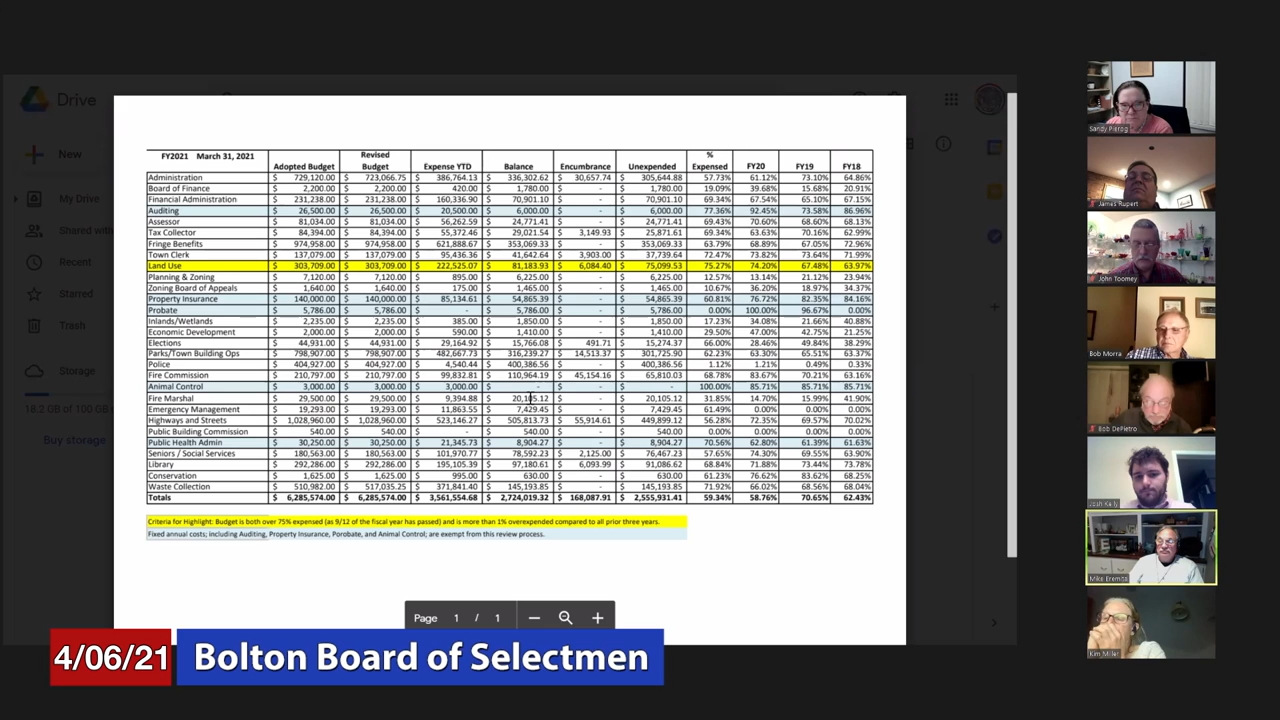 Drive
New
My Drive
Shared with
Recent
Starred
Trash
Storage
18.2 GB of
Buy storage
FY2021 March 31, 2021 Adopted Budget Revised Budget Expense YTD Balance Encumbrance Unexpended % Expensed FY20 FY19 FY18
Administration $ 729,120.00 $ 723,066.75 $ 386,764.13 $ 336,302.62 $ 30,657.74 $ 305,644.88 57.73% 61.12% 73.10% 64.86%
Board of Finance $ 2,200.00 $ 2,200.00 $ 420.00 $ 1,780.00 $ - $ 1,780.00 19.09% 39.68% 15.68% 20.91%
Financial Administration $ 231,238.00 $ 231,238.00 $ 160,336.90 $ 70,901.10 $ - $ 70,901.10 69.34% 67.54% 65.10% 67.15%
Auditing $ 26,500.00 $ 26,500.00 $ 20,500.00 $ 6,000.00 $ - $ 6,000.00 77.36% 92.45% 73.58% 86.96%
Assessor $ 81,034.00 $ 81,034.00 $ 56,262.59 $ 24,771.41 $ - $ 24,771.41 69.43% 70.60% 68.60% 68.13%
Tax Collector $ 84,394.00 $ 84,394.00 $ 55,372.46 $ 29,021.54 $ 3,149.93 $ 25,871.61 69.34% 63.63% 70.16% 62.99%
Fringe Benefits $ 974,958.00 $ 974,958.00 $ 621,888.67 $ 353,069.33 $ - $ 353,069.33 63.79% 68.89% 67.05% 72.96%
Town Clerk $ 137,079.00 $ 137,079.00 $ 95,436.36 $ 41,642.64 $ 3,903.00 $ 37,739.64 72.47% 73.82% 73.64% 71.99%
Land Use $ 303,709.00 $ 303,709.00 $ 222,525.07 $ 81,183.93 $ 6,084.40 $ 75,099.53 75.27% 74.20% 67.48% 63.97%
Planning & Zoning $ 7,120.00 $ 7,120.00 $ 895.00 $ 6,225.00 $ - $ 6,225.00 12.57% 13.14% 21.12% 23.94%
Zoning Board of Appeals $ 1,640.00 $ 1,640.00 $ 175.00 $ 1,465.00 $ - $ 1,465.00 10.67% 36.20% 18.97% 34.37%
Property Insurance $ 140,000.00 $ 140,000.00 $ 85,134.61 $ 54,865.39 $ - $ 54,865.39 60.81% 76.72% 82.35% 84.16%
Probate $ 5,786.00 $ 5,786.00 $ - $ 5,786.00 $ - $ 5,786.00 0.00% 100.00% 96.67% 0.00%
Inlands/Wetlands $ 2,235.00 $ 2,235.00 $ 385.00 $ 1,850.00 $ - $ 1,850.00 17.23% 34.08% 21.66% 40.88%
Economic Development $ 2,000.00 $ 2,000.00 $ 590.00 $ 1,410.00 $ - $ 1,410.00 29.50% 47.00% 42.75% 21.25%
Elections $ 44,931.00 $ 44,931.00 $ 29,164.92 $ 15,766.08 $ 491.71 $ 15,274.37 66.00% 28.46% 49.84% 38.29%
Parks/Town Building Ops $ 798,907.00 $ 798,907.00 $ 482,667.73 $ 316,239.27 $ 14,513.37 $ 301,725.90 62.23% 63.30% 65.51% 63.37%
Police $ 404,927.00 $ 404,927.00 $ 4,540.44 $ 400,386.56 $ - $ 400,386.56 1.12% 1.21% 0.49% 0.33%
Fire Commission $ 210,797.00 $ 210,797.00 $ 99,832.81 $ 110,964.19 $ 45,154.16 $ 65,810.03 68.78% 83.67% 70.21% 63.16%
Animal Control $ 3,000.00 $ 3,000.00 $ 3,000.00 $ - $ - $ - 100.00% 85.71% 85.71% 85.71%
Fire Marshal $ 29,500.00 $ 29,500.00 $ 9,394.88 $ 20,105.12 $ - $ 20,105.12 31.85% 14.70% 15.99% 41.90%
Emergency Management $ 19,293.00 $ 19,293.00 $ 11,863.55 $ 7,429.45 $ - $ 7,429.45 61.49% 0.00% 0.00% 0.00%
Highways and Streets $ 1,028,960.00 $ 1,028,960.00 $ 523,146.27 $ 505,813.73 $ 55,914.61 $ 449,899.12 56.28% 72.35% 69.57% 70.02%
Public Building Commission $ 540.00 $ 540.00 $ - $ 540.00 $ - $ 540.00 0.00% 0.00% 0.00% 0.00%
Public Health Admin $ 30,250.00 $ 30,250.00 $ 21,345.73 $ 8,904.27 $ - $ 8,904.27 70.56% 62.80% 61.39% 61.63%
Seniors / Social Services $ 180,563.00 $ 180,563.00 $ 101,970.77 $ 78,592.23 $ 2,125.00 $ 76,467.23 57.65% 74.30% 69.55% 63.90%
Library $ 292,286.00 $ 292,286.00 $ 195,105.39 $ 97,180.61 $ 6,093.99 $ 91,086.62 68.84% 71.88% 73.44% 73.78%
Conservation $ 1,625.00 $ 1,625.00 $ 995.00 $ 630.00 $ - $ 630.00 61.23% 76.62% 83.62% 68.25%
Waste Collection $ 510,982.00 $ 517,035.25 $ 371,841.40 $ 145,193.85 $ - $ 145,193.85 71.92% 66.02% 68.56% 68.04%
Totals $ 6,285,574.00 $ 6,285,574.00 $ 3,561,554.68 $ 2,724,019.32 $ 168,087.91 $ 2,555,931.41 59.34% 58.76% 70.65% 62.43%
Criteria for Highlight: Budget is both over 75% expensed (as 9/12 of the fiscal year has passed) and is more than 1% overexpended compared to all prior three years.
Fixed annual costs; including Auditing, Property Insurance, Porobate, and Animal Control; are exempt from this review process.
Page 1 / 1
4/06/21 Bolton Board of Selectmen
Sandy Pierog
James Rupert
John Toomey
Bob Morra
Bob DePietro
Josh Kelly
Mike Eremita
Kim Miller